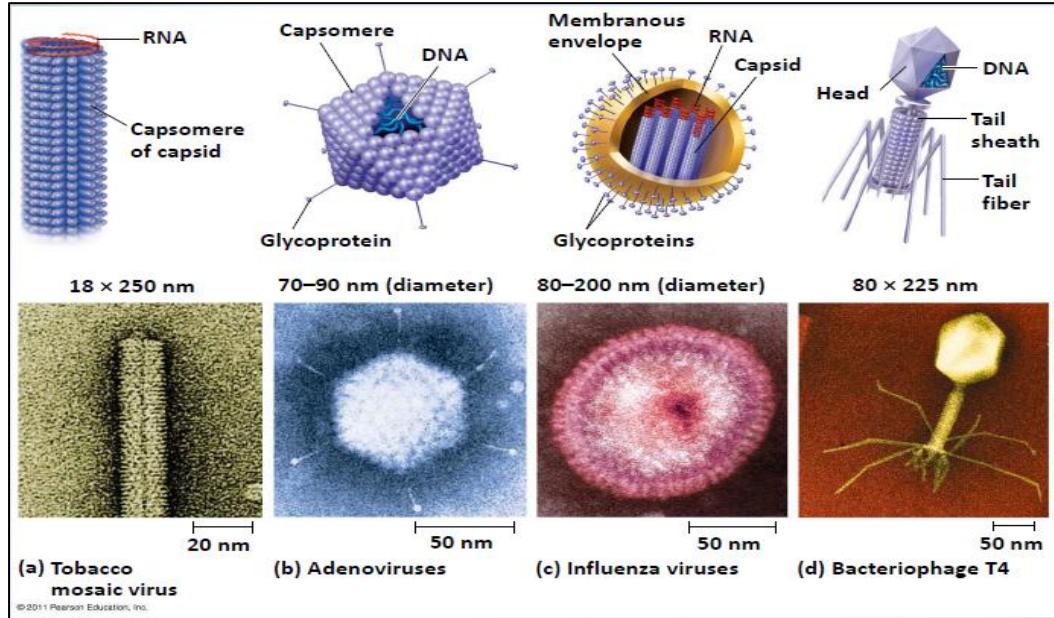 RNA
Capsomere
of capsid
Capsomere
DNA
Glycoprotein
Membranous
envelope
RNA
Capsid
Glycoproteins
Head
DNA
Tail
sheath
Tail
fiber
18 × 250 nm
70–90 nm (diameter)
80–200 nm (diameter)
80 × 225 nm
20 nm
50 nm
50 nm
50 nm
(a) Tobacco
mosaic virus
(b) Adenoviruses
(c) Influenza viruses
(d) Bacteriophage T4
© 2011 Pearson Education, Inc.